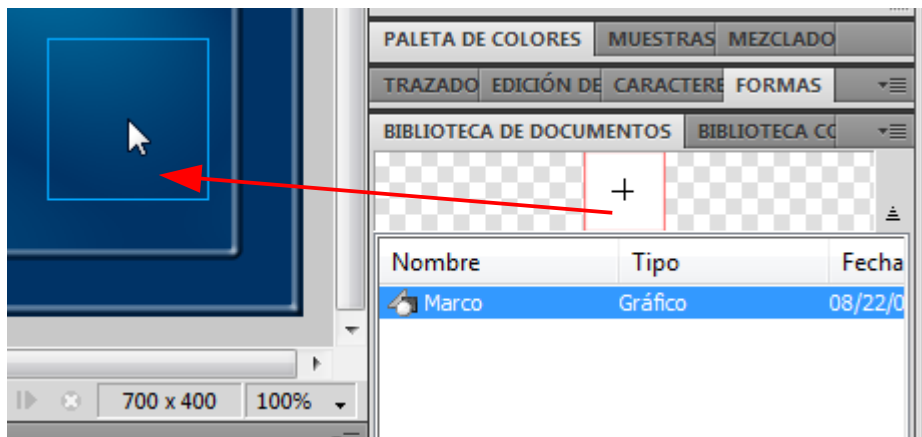 PALETA DE COLORES MUESTRAS MEZCLADO
TRAZADO EDICIÓN DE CARACTERE FORMAS
BIBLIOTECA DE DOCUMENTOS BIBLIOTECA CO
Nombre Tipo Fecha
Marco Gráfico 08/22/0
700 x 400 100%